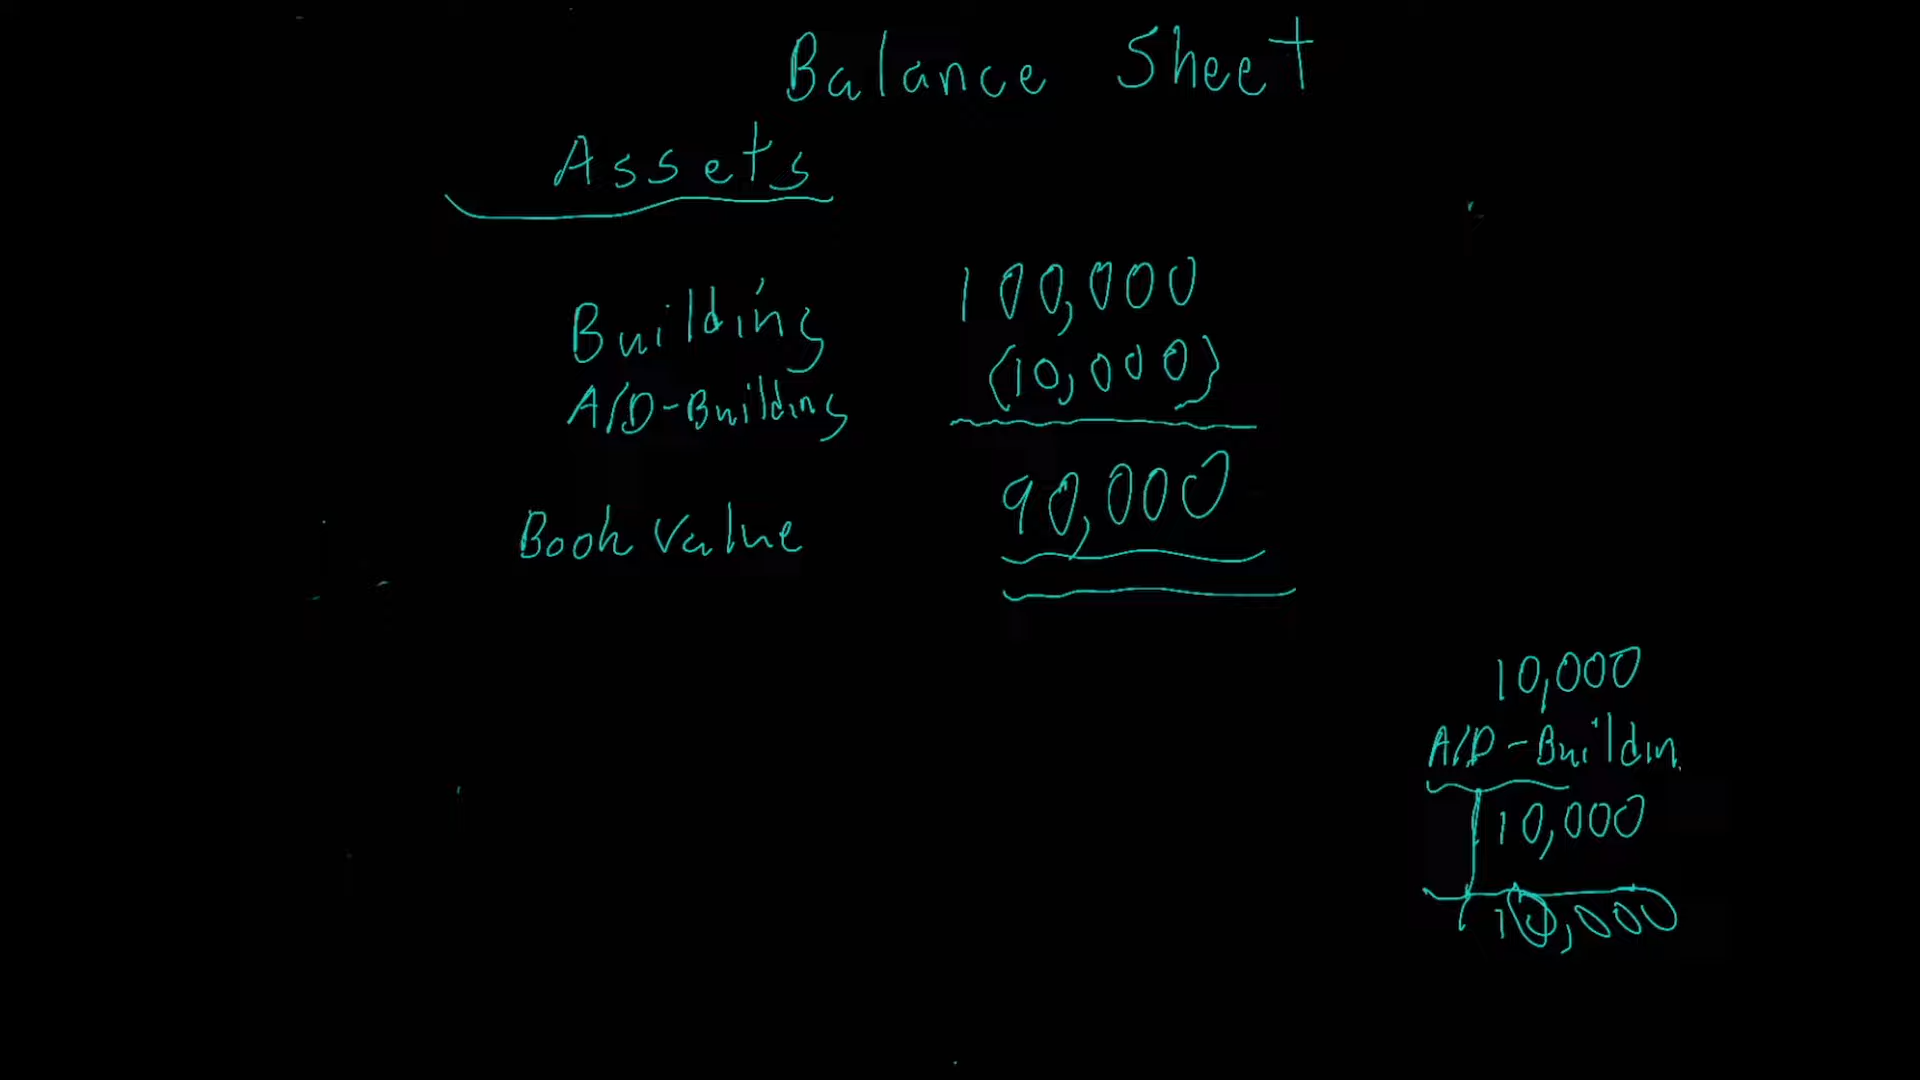 Balance Sheet
Assets
Building 100,000
A/D-Building (10,000)
Book Value 90,000
10,000
A/D-Buildin
10,000
10,000